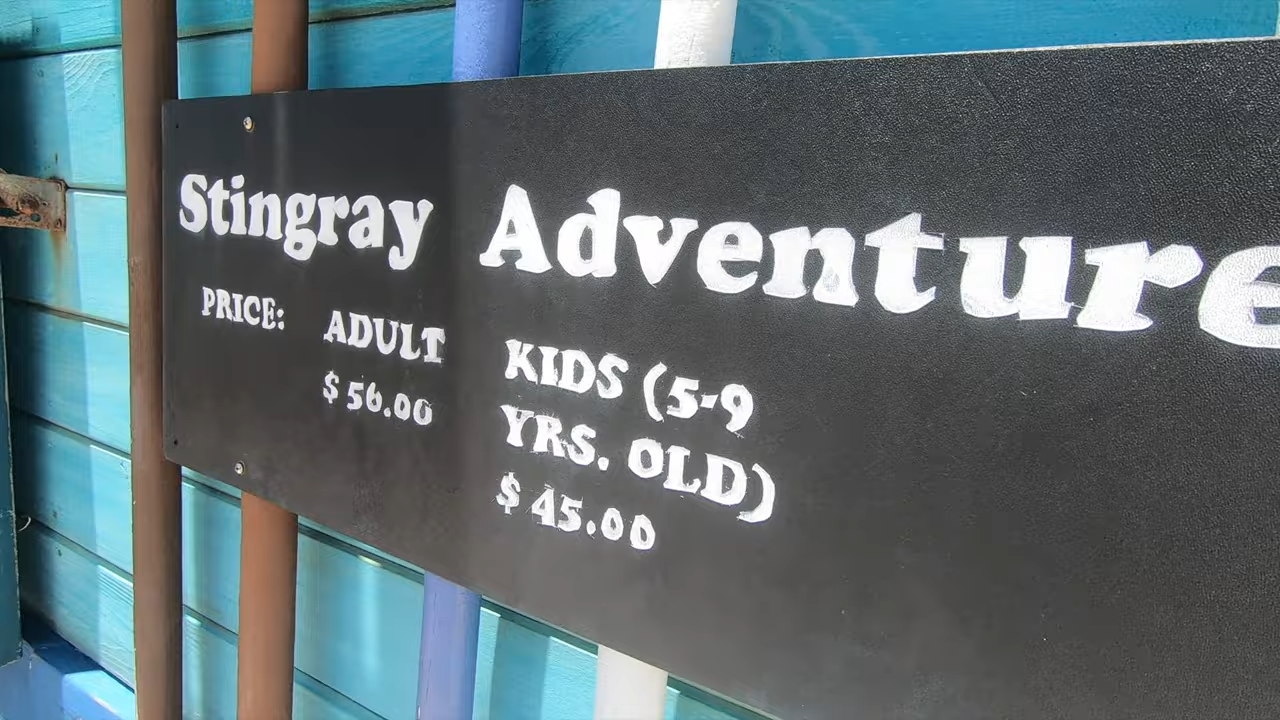 Stingray Adventure
PRICE: ADULT KIDS (5-9
YRS. OLD)
$56.00 $45.00